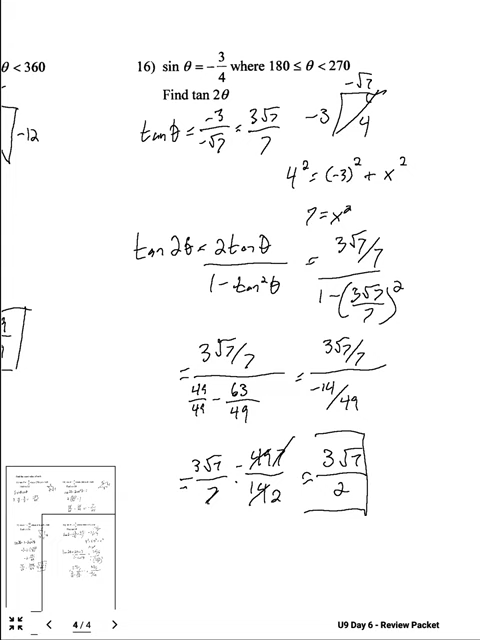 θ < 360
16) sin θ = -3/4 where 180 ≤ θ < 270
Find tan 2θ
-12
tan θ = -3/-√7 = 3√7/7
-√7
-3
4
4² = (-3)² + x²
7 = x²
tan 2θ = 2tanθ/1 - tan²θ = 3√7/7/1 - (3√7/7)²
= 3√7/7/49/49 - 63/49 = 3√7/7/-14/49
= 3√7/7 · -49 7/14 2 = 3√7/2
4 / 4
U9 Day 6 - Review Packet